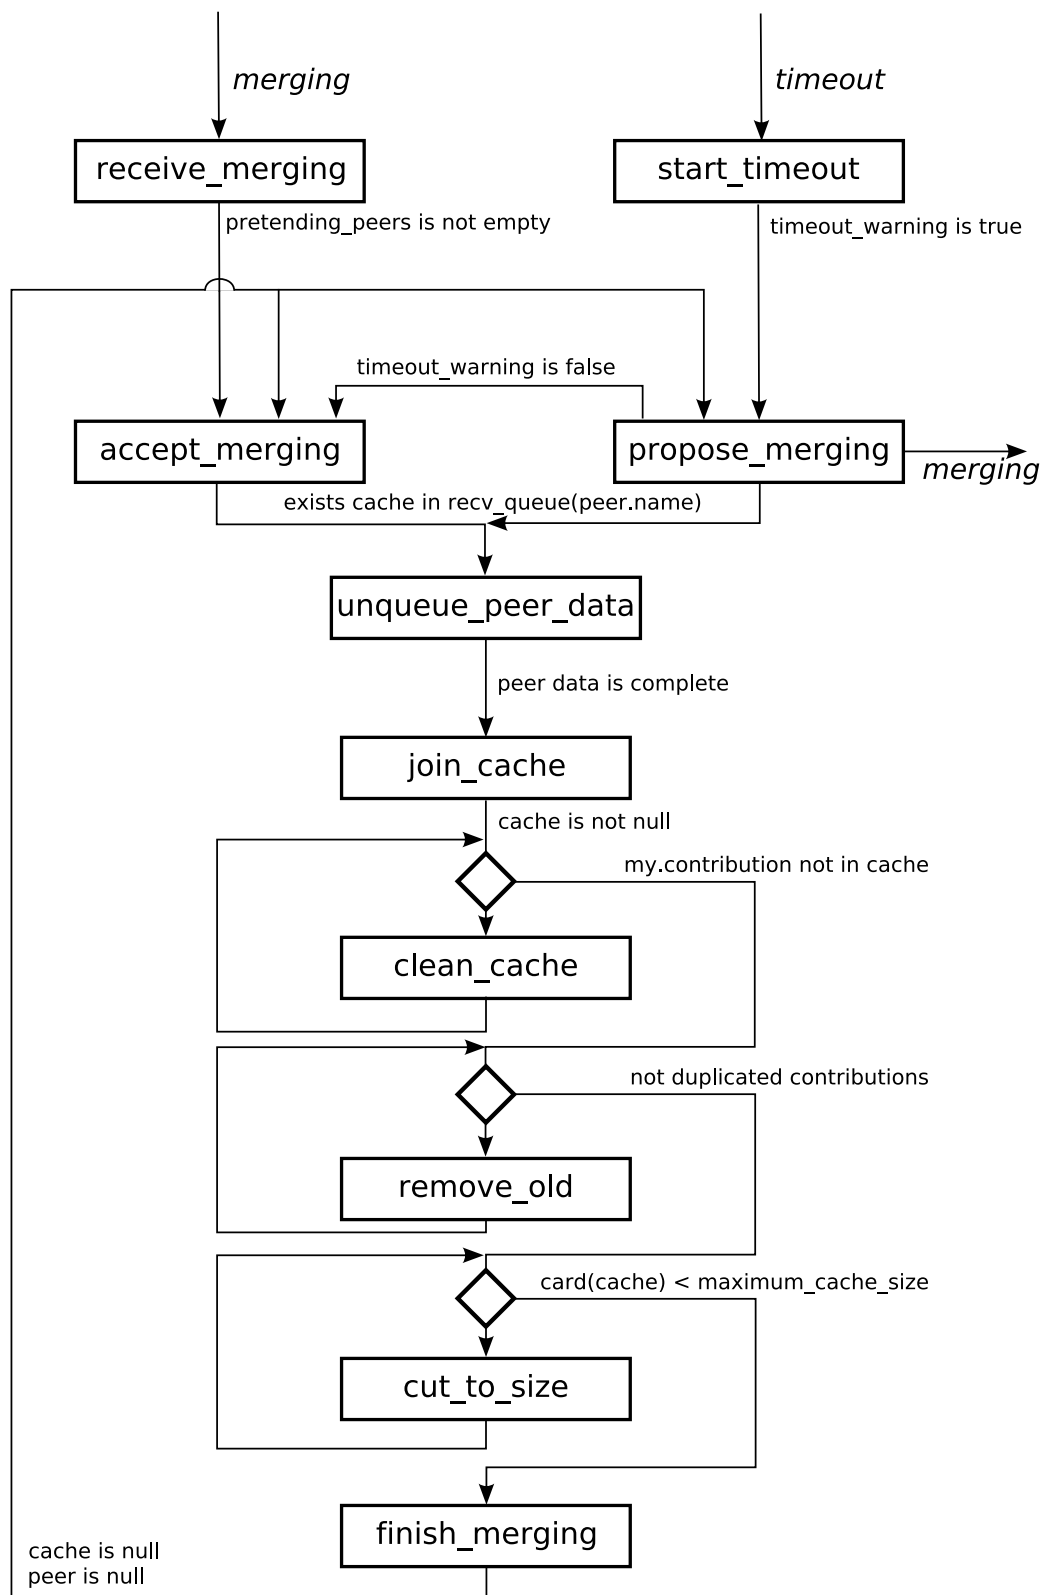 merging
timeout
receive_merging
start_timeout
pretending_peers is not empty
timeout_warning is true
timeout_warning is false
accept_merging
propose_merging
merging
exists cache in recv_queue(peer.name)
unqueue_peer_data
peer data is complete
join_cache
cache is not null
my.contribution not in cache
clean_cache
not duplicated contributions
remove_old
card(cache) < maximum_cache_size
cut_to_size
finish_merging
cache is null
peer is null